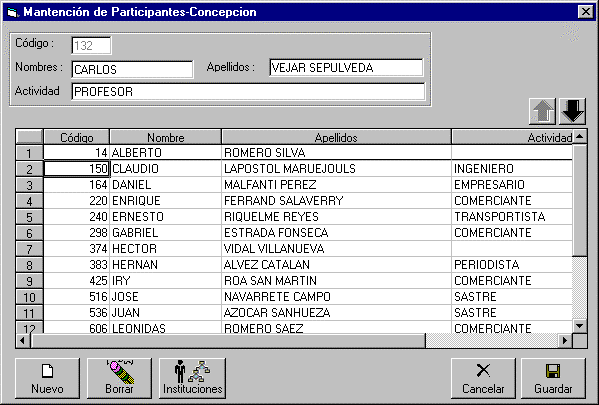 Mantención de Participantes-Concepcion
Código : 132
Nombres : CARLOS Apellidos : VEJAR SEPULVEDA
Actividad PROFESOR
Código Nombre Apellidos Actividad
1 14 ALBERTO ROMERO SILVA
2 150 CLAUDIO LAPOSTOL MARUEJOULS INGENIERO
3 164 DANIEL MALFANTI PEREZ EMPRESARIO
4 220 ENRIQUE FERRAND SALAVERRY COMERCIANTE
5 240 ERNESTO RIQUELME REYES TRANSPORTISTA
6 298 GABRIEL ESTRADA FONSECA COMERCIANTE
7 374 HECTOR VIDAL VILLANUEVA
8 383 HERNAN ALVEZ CATALAN PERIODISTA
9 425 IRY ROA SAN MARTIN COMERCIANTE
10 516 JOSE NAVARRETE CAMPO SASTRE
11 536 JUAN AZOCAR SANHUEZA SASTRE
12 606 LEONIDAS ROMERO SAEZ COMERCIANTE
Nuevo Borrar Instituciones Cancelar Guardar